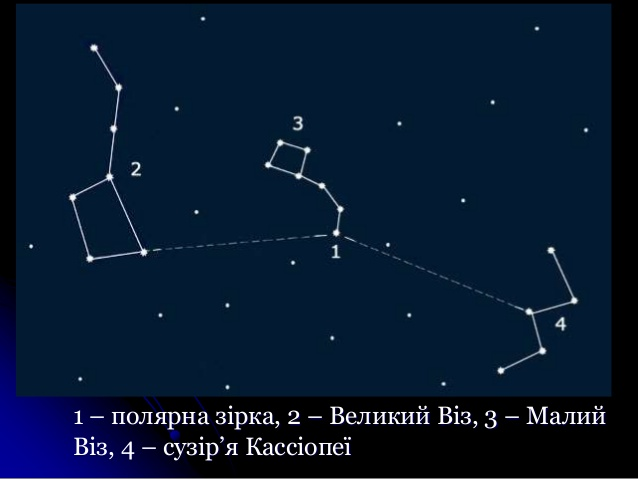 3
2
1
4
1 – полярна зірка, 2 – Великий Віз, 3 – Малий
Віз, 4 – сузір’я Кассіопеї